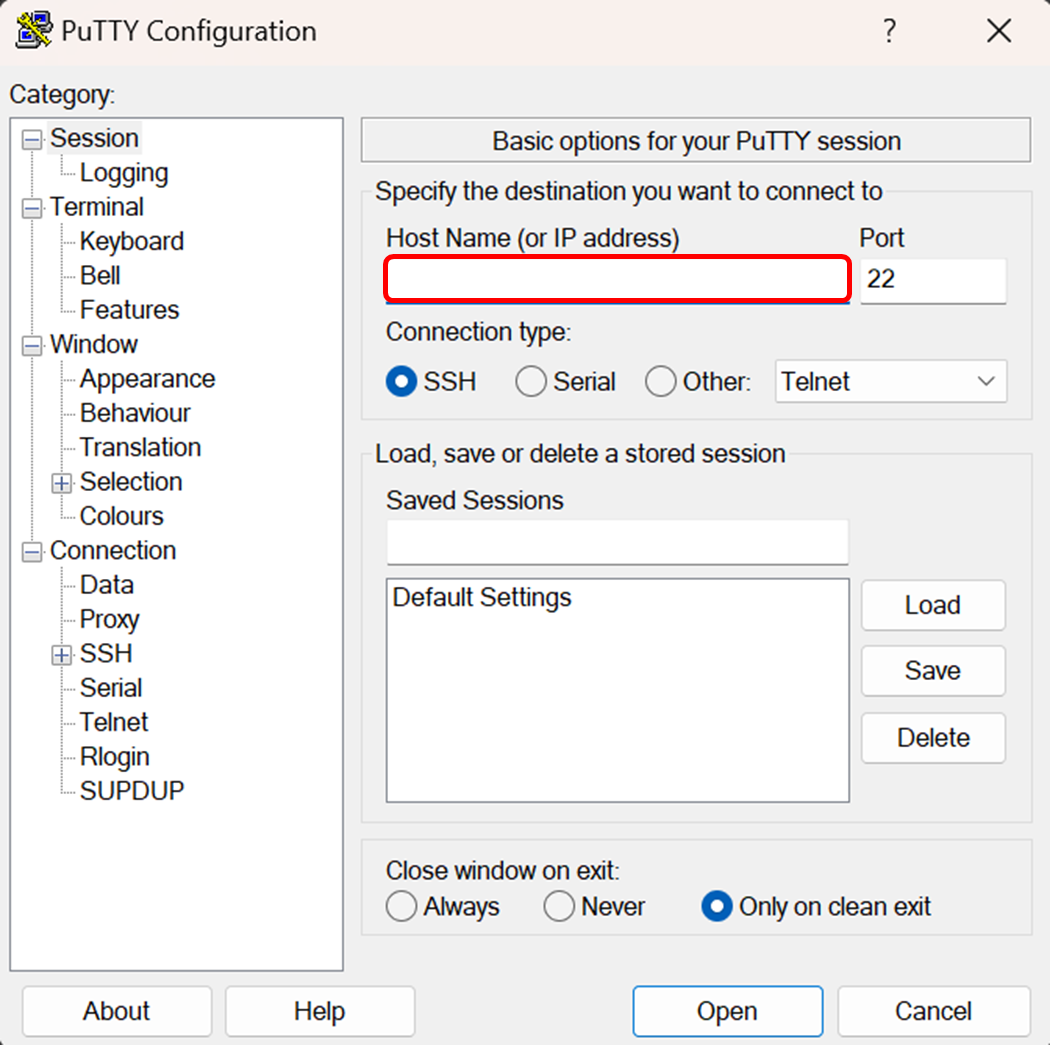 PuTTY Configuration
?
Category:
Session
Logging
Terminal
Keyboard
Bell
Features
Window
Appearance
Behaviour
Translation
Selection
Colours
Connection
Data
Proxy
SSH
Serial
Telnet
Rlogin
SUPDUP
Basic options for your PuTTY session
Specify the destination you want to connect to
Host Name (or IP address) Port
22
Connection type:
SSH Serial Other: Telnet
Load, save or delete a stored session
Saved Sessions
Default Settings
Load
Save
Delete
Close window on exit:
Always Never Only on clean exit
About Help Open Cancel